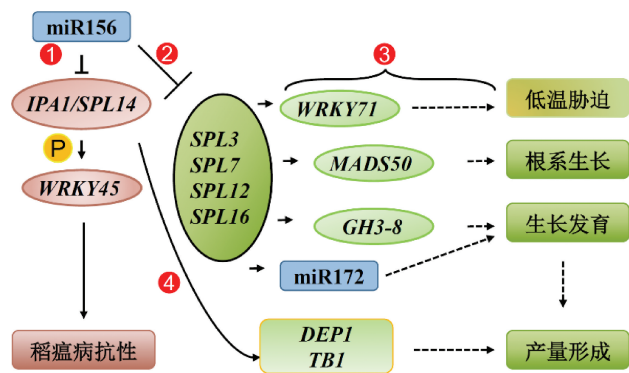 miR156
1
2
3
IPA1/SPL14
WRKY71
低温胁迫
P
SPL3
SPL7
SPL12
SPL16
MADS50
根系生长
WRKY45
GH3-8
生长发育
miR172
4
稻瘟病抗性
DEP1
TB1
产量形成